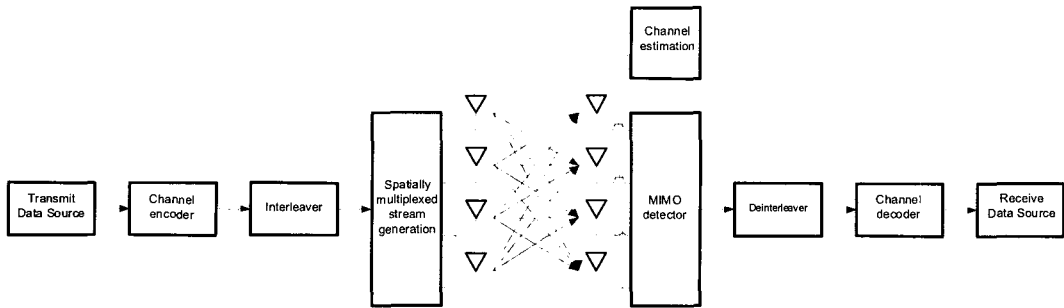 Channel
estimation
Transmit
Data Source
Channel
encoder
Interleaver
Spatially
multiplexed
stream
generation
MIMO
detector
Deinterleaver
Channel
decoder
Receive
Data Source